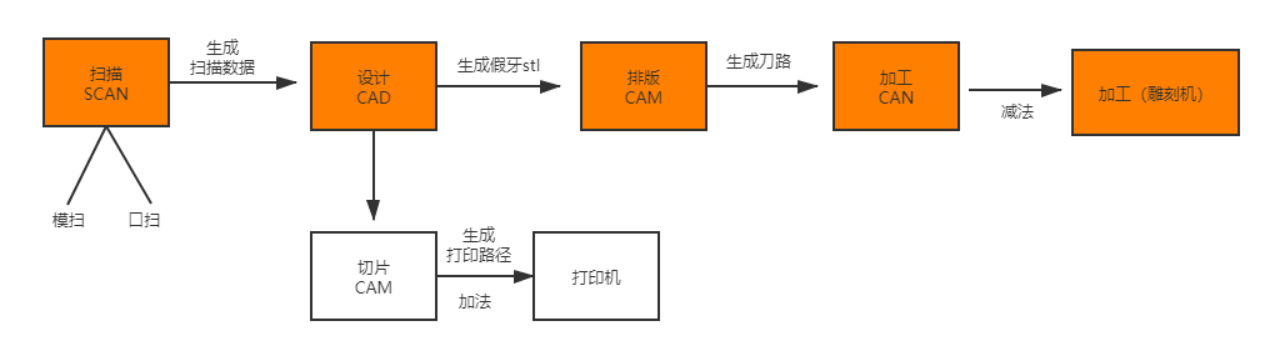 扫描
SCAN
生成
扫描数据
设计
CAD
生成假牙stl
排版
CAM
生成刀路
加工
CAN
减法
加工（雕刻机）
模扫
口扫
切片
CAM
生成
打印路径
加法
打印机